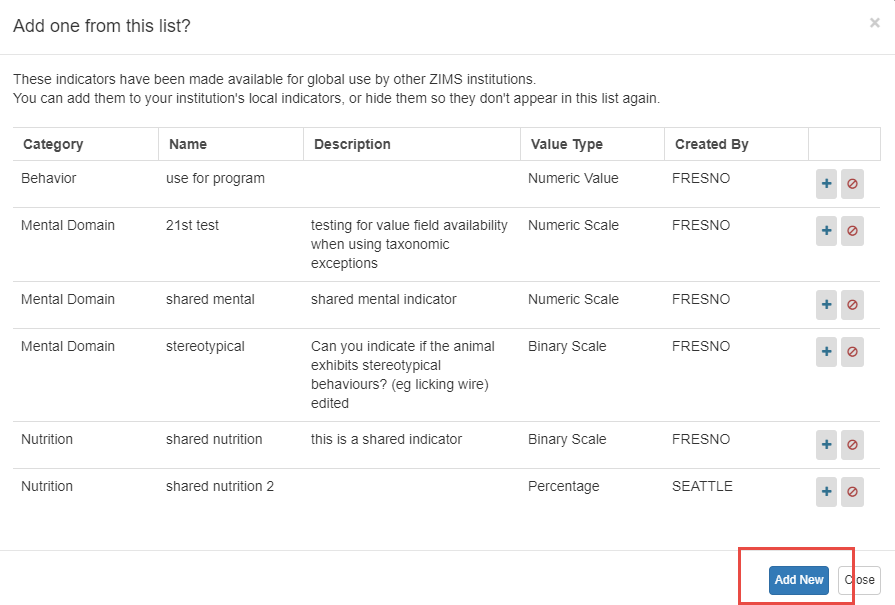 Add one from this list?
×
These indicators have been made available for global use by other ZIMS institutions.
You can add them to your institution's local indicators, or hide them so they don't appear in this list again.
Category Name Description Value Type Created By
Behavior use for program Numeric Value FRESNO
Mental Domain 21st test testing for value field availability Numeric Scale FRESNO
when using taxonomic
exceptions
Mental Domain shared mental shared mental indicator Numeric Scale FRESNO
Mental Domain stereotypical Can you indicate if the animal Binary Scale FRESNO
exhibits stereotypical
behaviours? (eg licking wire)
edited
Nutrition shared nutrition this is a shared indicator Binary Scale FRESNO
Nutrition shared nutrition 2 Percentage SEATTLE
Add New Close